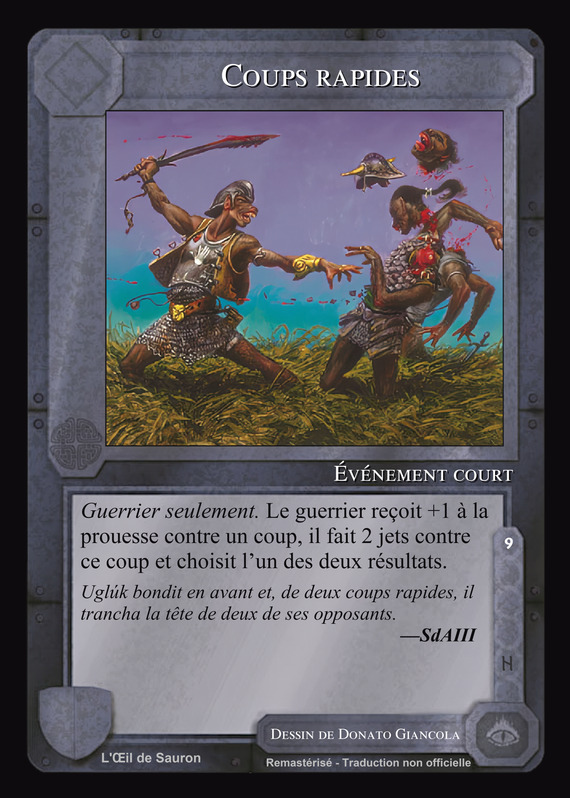 Coups rapides
Événement court
Guerrier seulement. Le guerrier reçoit +1 à la
prouesse contre un coup, il fait 2 jets contre
ce coup et choisit l’un des deux résultats.
Uglúk bondit en avant et, de deux coups rapides, il
trancha la tête de deux de ses opposants.
—SdAIII
9
Dessin de Donato Giancola
L'Œil de Sauron
Remastérisé - Traduction non officielle